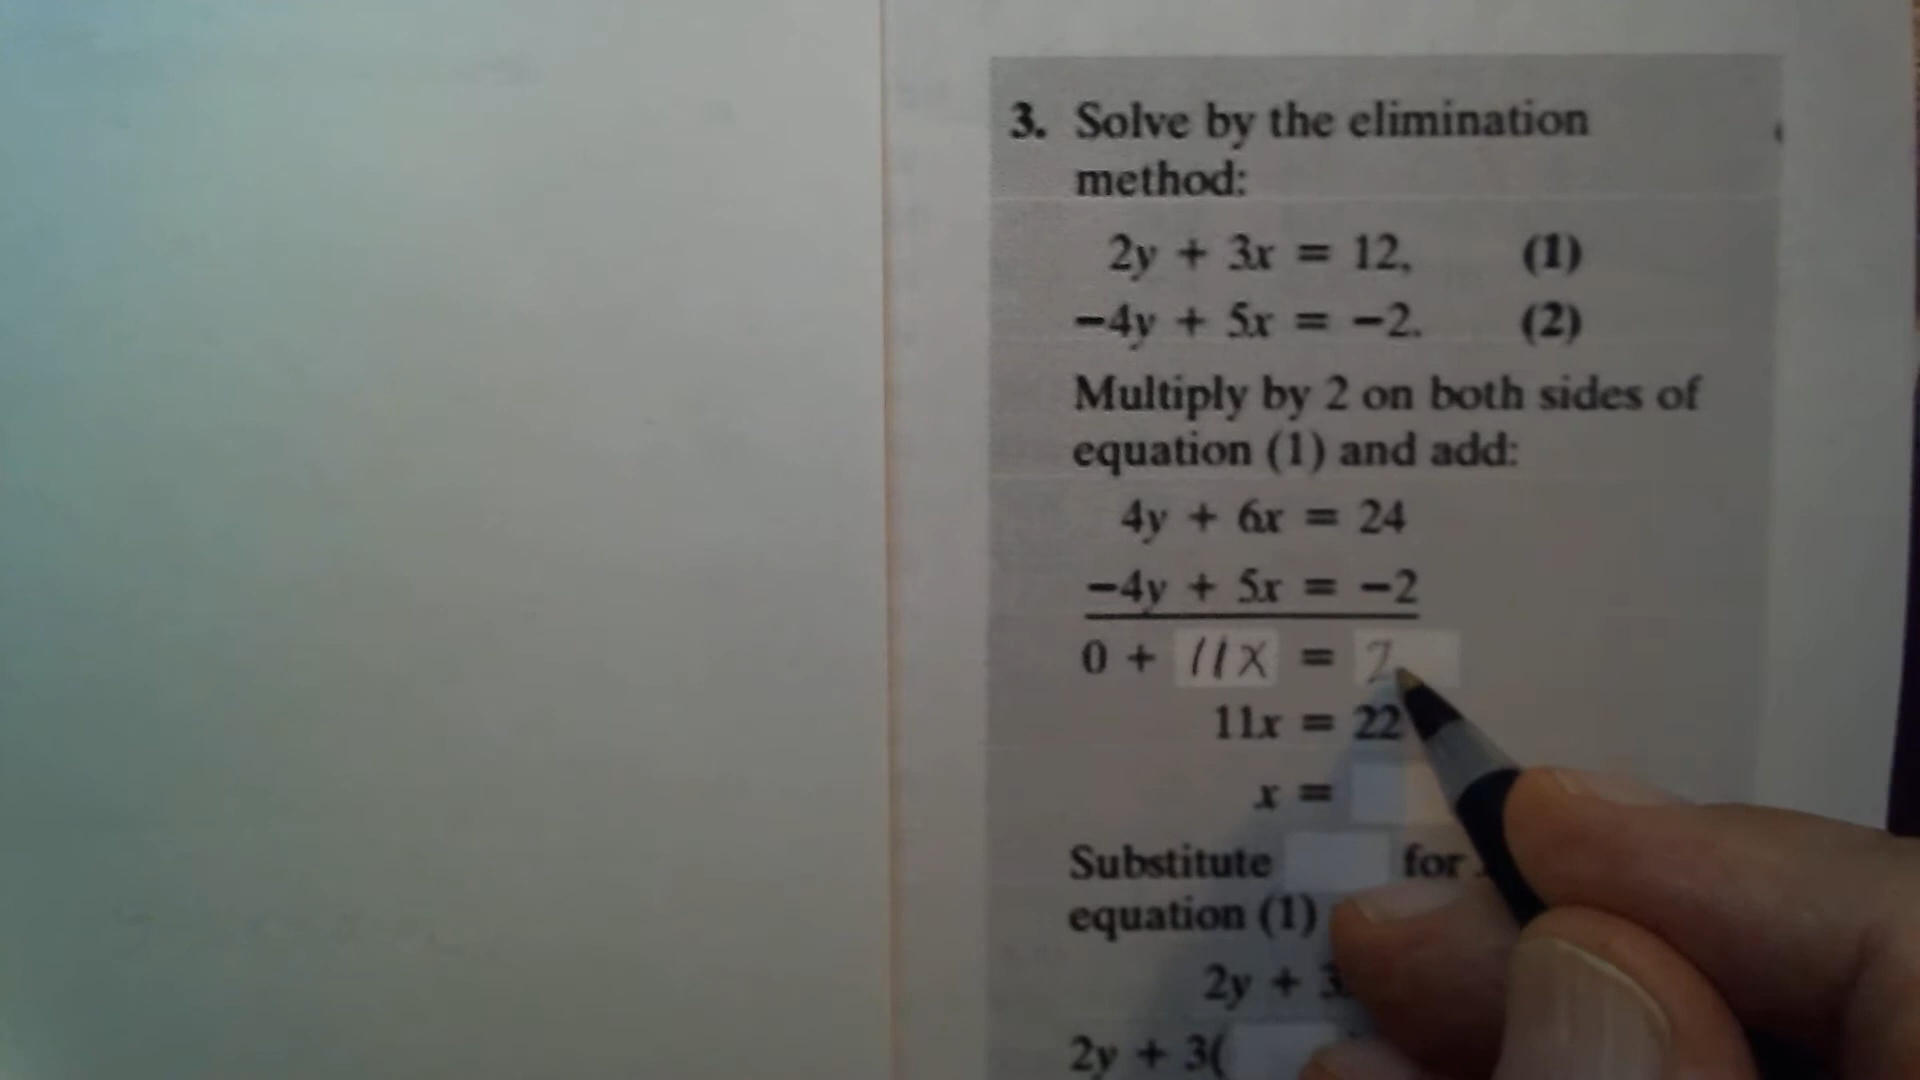 3. Solve by the elimination
method:
2y + 3x = 12, (1)
−4y + 5x = −2. (2)
Multiply by 2 on both sides of
equation (1) and add:
4y + 6x = 24
−4y + 5x = −2
0 + 11x = 2
11x = 22
x =
Substitute for
equation (1)
2y + 3
2y + 3(